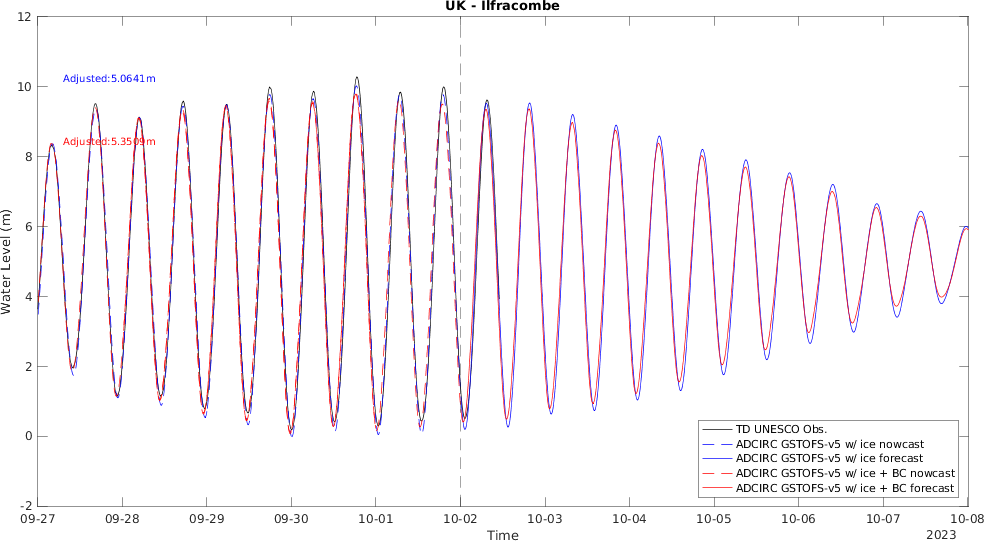 UK - Ilfracombe
12
10
8
6
4
2
0
-2
Water Level (m)
Adjusted:5.0641m
Adjusted:5.3509m
TD UNESCO Obs.
ADCIRC GSTOFS-v5 w/ ice nowcast
ADCIRC GSTOFS-v5 w/ ice forecast
ADCIRC GSTOFS-v5 w/ ice + BC nowcast
ADCIRC GSTOFS-v5 w/ ice + BC forecast
09-27 09-28 09-29 09-30 10-01 10-02 10-03 10-04 10-05 10-06 10-07 10-08
Time
2023